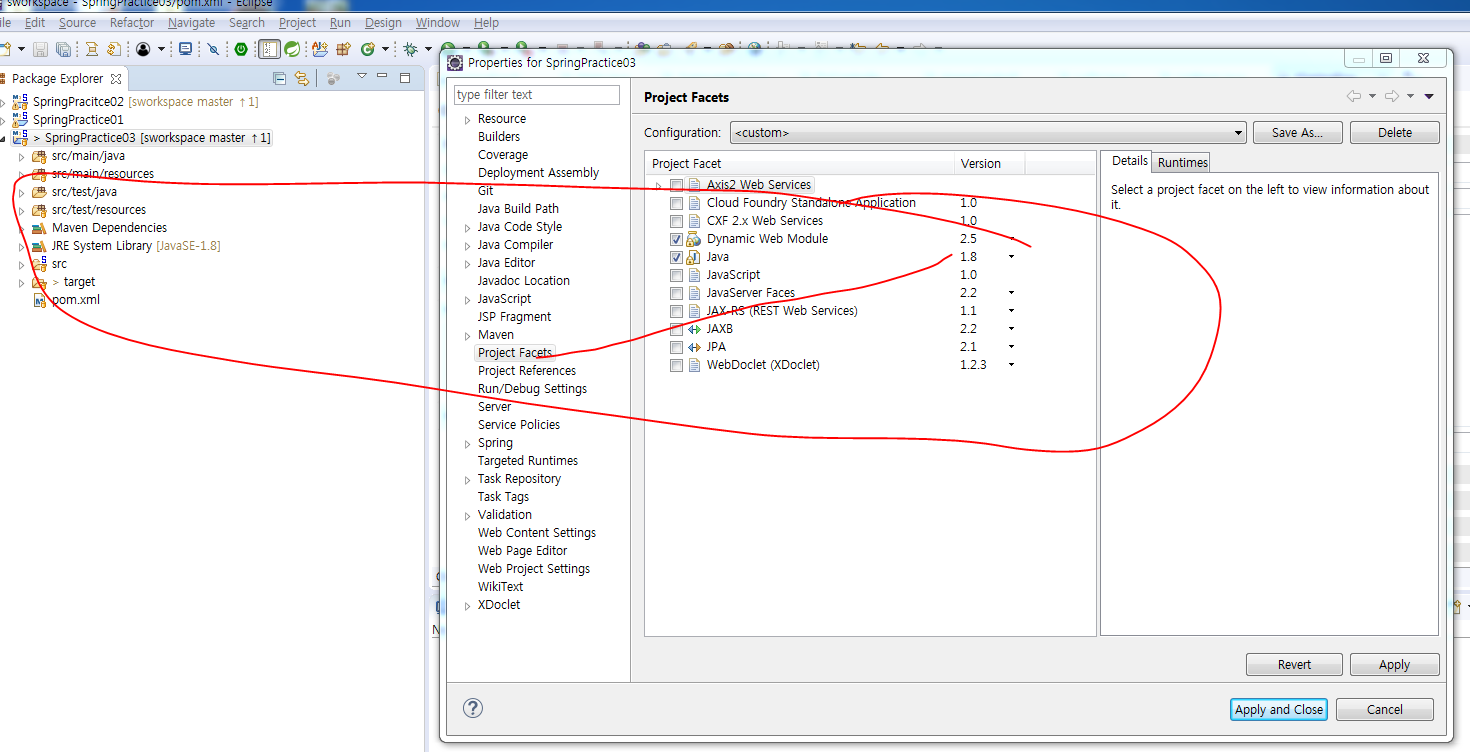 sworkspace - SpringPractice03/pom.xml - Eclipse
Edit Source Refactor Navigate Search Project Run Design Window Help
Package Explorer
SpringPracitce02 [sworkspace master ↑1]
SpringPractice01
> SpringPractice03 [sworkspace master ↑1]
src/main/java
src/main/resources
src/test/java
src/test/resources
Maven Dependencies
JRE System Library [JavaSE-1.8]
src
> target
pom.xml
Properties for SpringPractice03
type filter text
Resource
Builders
Coverage
Deployment Assembly
Git
Java Build Path
Java Code Style
Java Compiler
Java Editor
Javadoc Location
JavaScript
JSP Fragment
Maven
Project Facets
Project References
Run/Debug Settings
Server
Service Policies
Spring
Targeted Runtimes
Task Repository
Task Tags
Validation
Web Content Settings
Web Page Editor
Web Project Settings
WikiText
XDoclet
Project Facets
Configuration: <custom> Save As... Delete
Project Facet Version
Axis2 Web Services
Cloud Foundry Standalone Application 1.0
CXF 2.x Web Services 1.0
Dynamic Web Module 2.5
Java 1.8
JavaScript 1.0
JavaServer Faces 2.2
JAX-RS (REST Web Services) 1.1
JAXB 2.2
JPA 2.1
WebDoclet (XDoclet) 1.2.3
Details Runtimes
Select a project facet on the left to view information about
it.
Revert Apply
Apply and Close Cancel